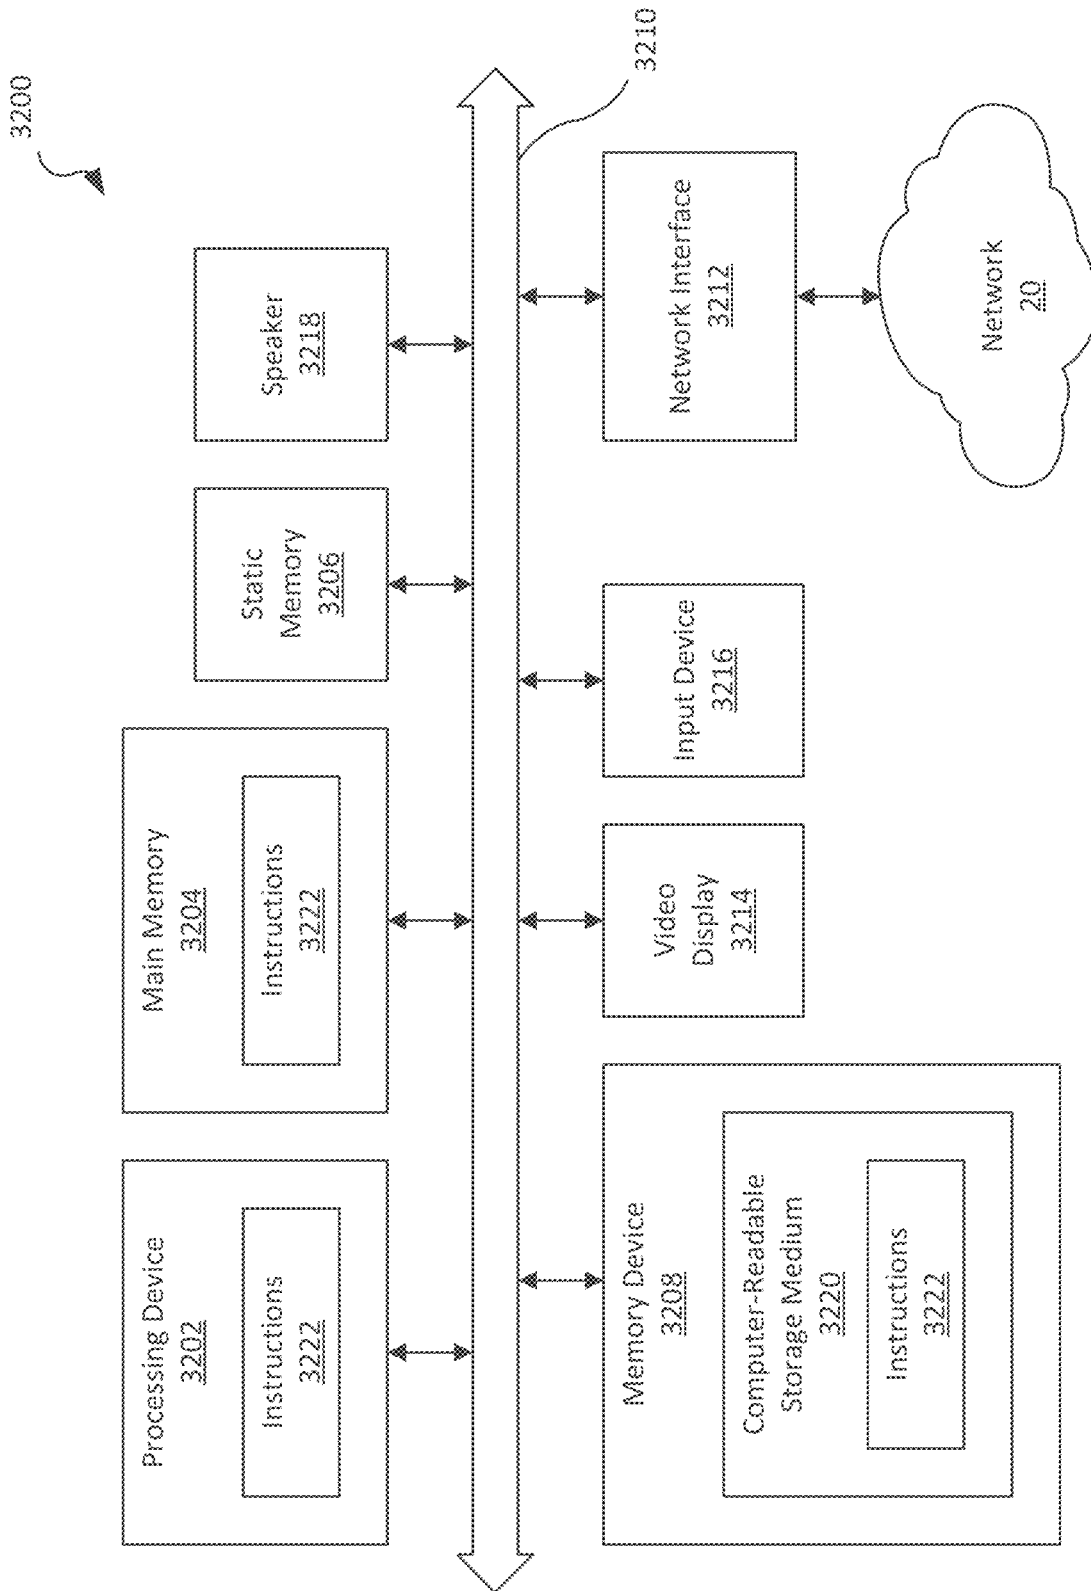 3200
Processing Device
3202
Instructions
3222
Main Memory
3204
Instructions
3222
Static
Memory
3206
Speaker
3218
3210
Memory Device
3208
Computer-Readable
Storage Medium
3220
Instructions
3222
Video
Display
3214
Input Device
3216
Network Interface
3212
Network
20